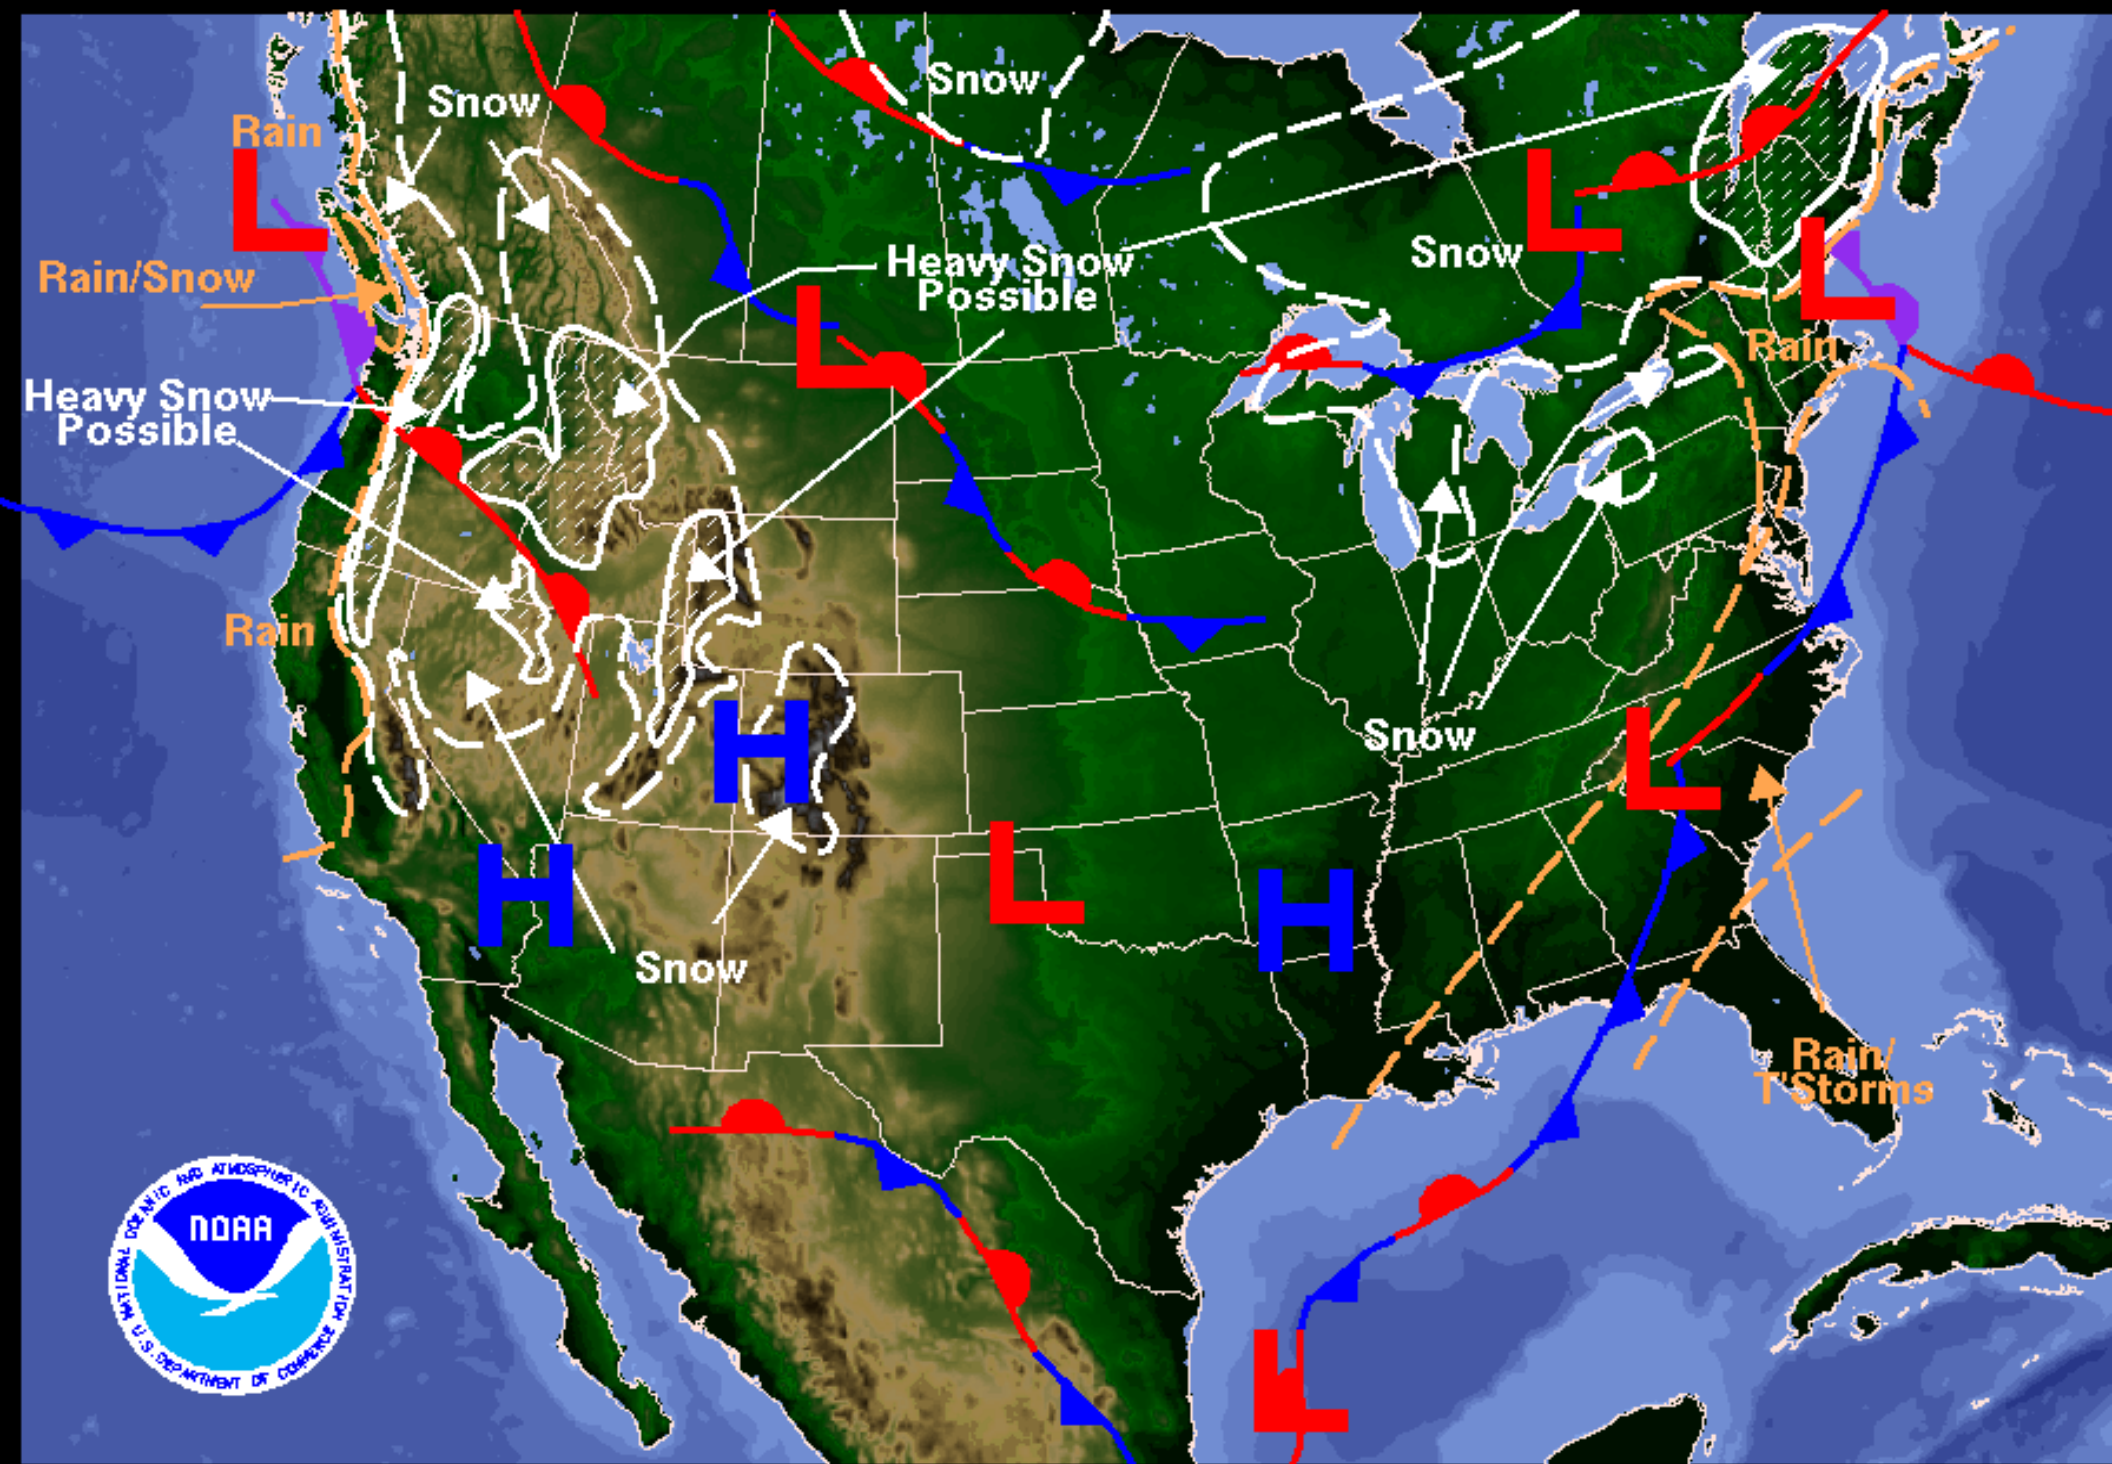 Snow
Snow
Rain
L
L
Snow
Heavy Snow
Possible
L
Rain/Snow
L
Rain
Heavy Snow
Possible
Rain
L
Snow
H
L
H
H
Snow
Rain/
T'Storms
L
NOAA
NATIONAL OCEANIC AND ATMOSPHERIC ADMINISTRATION
U.S. DEPARTMENT OF COMMERCE